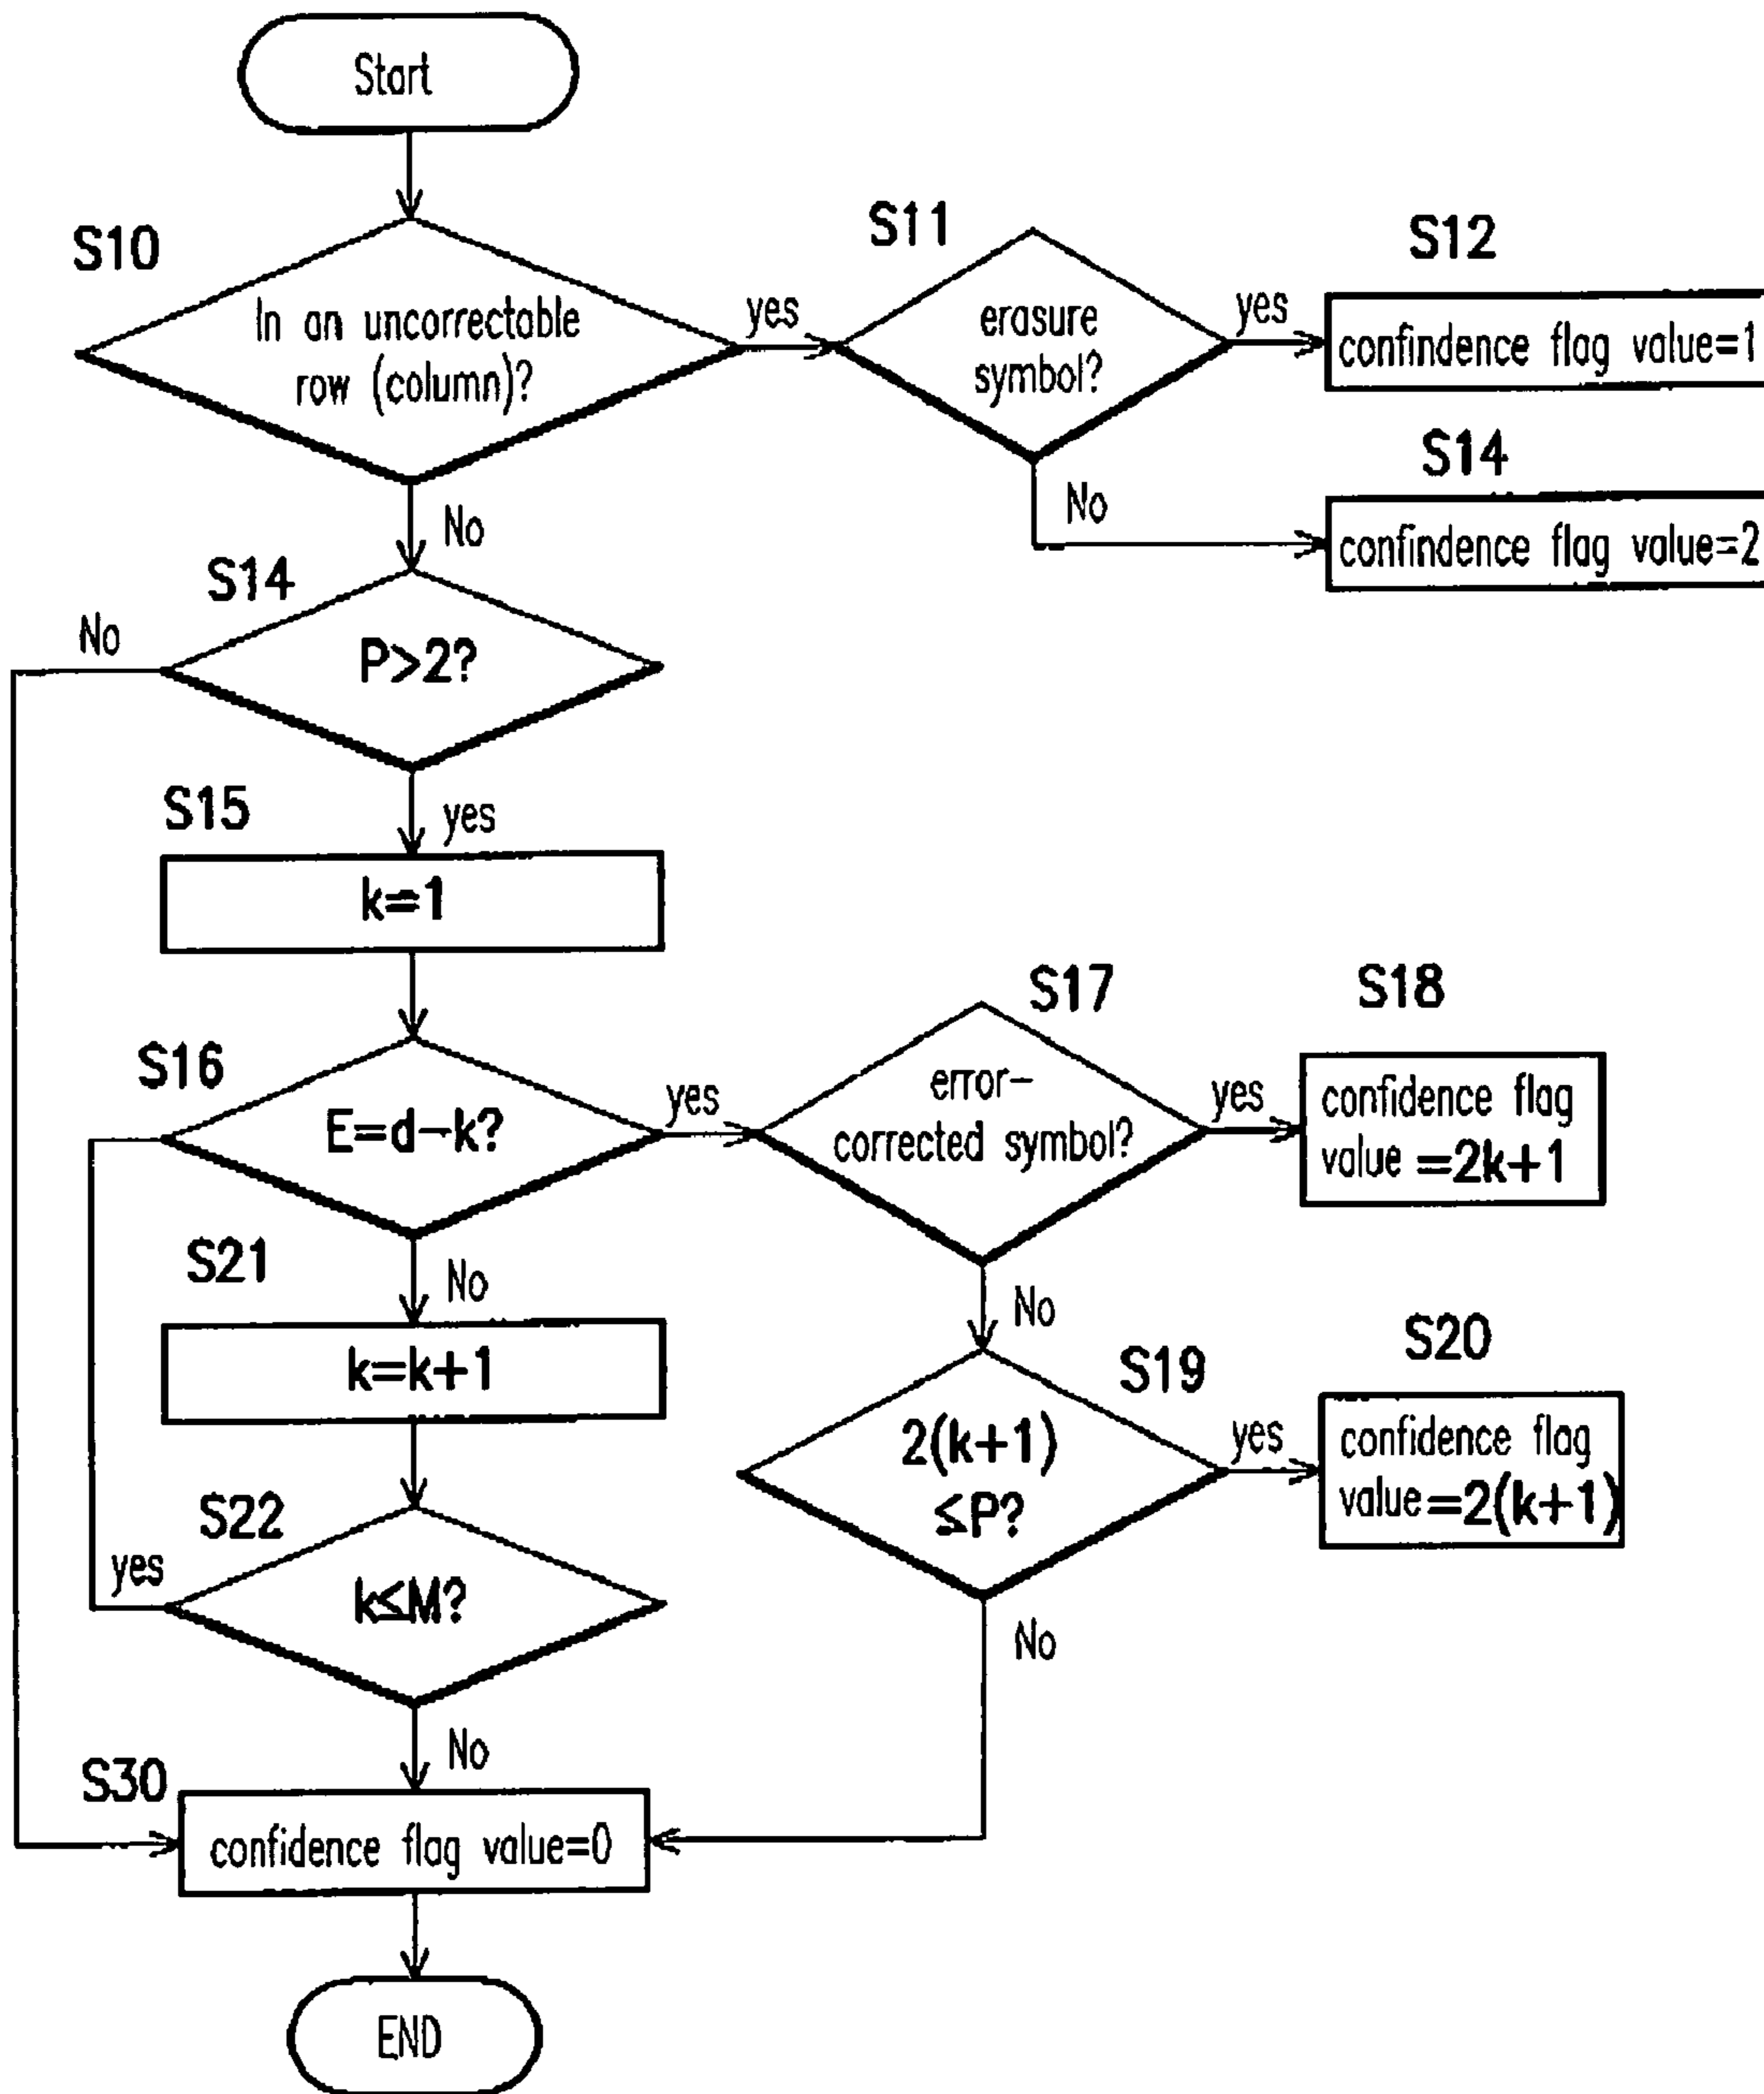 Start
S10
In an uncorrectable
row (column)?
yes
S11
erasure
symbol?
yes
S12
confindence flag value=1
No
S14
confindence flag value=2
No
S14
P>2?
No
yes
S15
k=1
S16
E=d-k?
yes
S17
error-
corrected symbol?
yes
S18
confidence flag
value =2k+1
No
S21
k=k+1
No
S19
2(k+1)
≤P?
yes
S20
confidence flag
value=2(k+1)
S22
k≤M?
yes
No
No
S30
confidence flag value=0
END